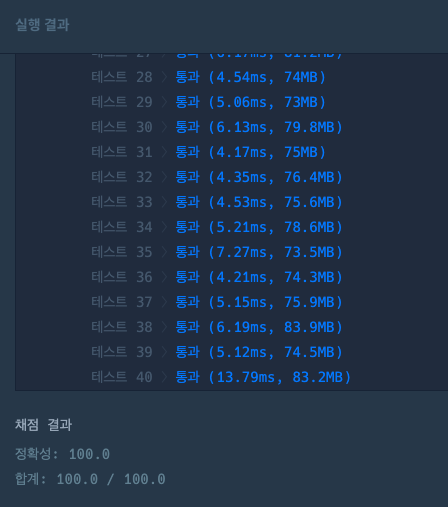 실행 결과
테스트 27 〉 통과 (6.17ms, 81.2MB)
테스트 28 〉 통과 (4.54ms, 74MB)
테스트 29 〉 통과 (5.06ms, 73MB)
테스트 30 〉 통과 (6.13ms, 79.8MB)
테스트 31 〉 통과 (4.17ms, 75MB)
테스트 32 〉 통과 (4.35ms, 76.4MB)
테스트 33 〉 통과 (4.53ms, 75.6MB)
테스트 34 〉 통과 (5.21ms, 78.6MB)
테스트 35 〉 통과 (7.27ms, 73.5MB)
테스트 36 〉 통과 (4.21ms, 74.3MB)
테스트 37 〉 통과 (5.15ms, 75.9MB)
테스트 38 〉 통과 (6.19ms, 83.9MB)
테스트 39 〉 통과 (5.12ms, 74.5MB)
테스트 40 〉 통과 (13.79ms, 83.2MB)
채점 결과
정확성: 100.0
합계: 100.0 / 100.0